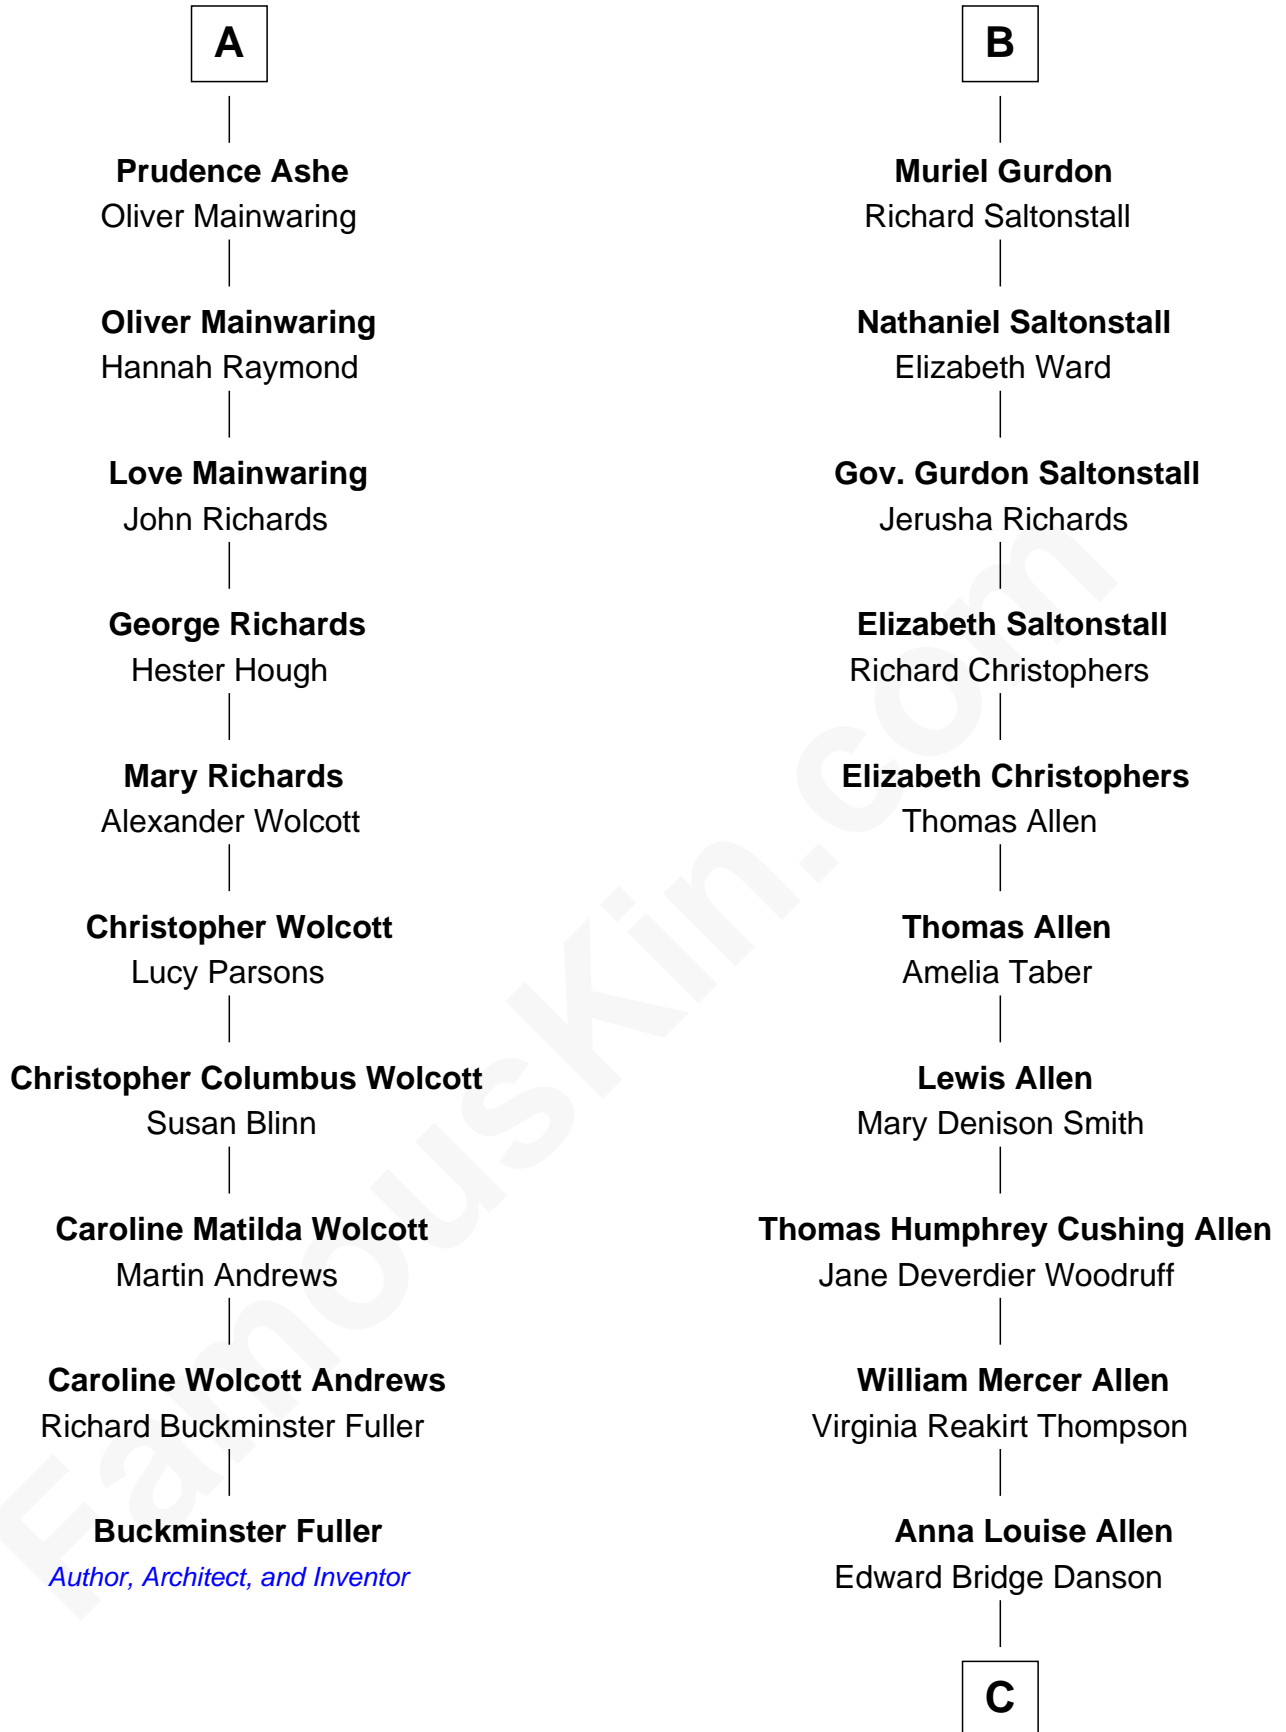 A
Prudence Ashe
Oliver Mainwaring
Oliver Mainwaring
Hannah Raymond
Love Mainwaring
John Richards
George Richards
Hester Hough
Mary Richards
Alexander Wolcott
Christopher Wolcott
Lucy Parsons
Christopher Columbus Wolcott
Susan Blinn
Caroline Matilda Wolcott
Martin Andrews
Caroline Wolcott Andrews
Richard Buckminster Fuller
Buckminster Fuller
Author, Architect, and Inventor
B
Muriel Gurdon
Richard Saltonstall
Nathaniel Saltonstall
Elizabeth Ward
Gov. Gurdon Saltonstall
Jerusha Richards
Elizabeth Saltonstall
Richard Christophers
Elizabeth Christophers
Thomas Allen
Thomas Allen
Amelia Taber
Lewis Allen
Mary Denison Smith
Thomas Humphrey Cushing Allen
Jane Deverdier Woodruff
William Mercer Allen
Virginia Reakirt Thompson
Anna Louise Allen
Edward Bridge Danson
C
FamousKin.com